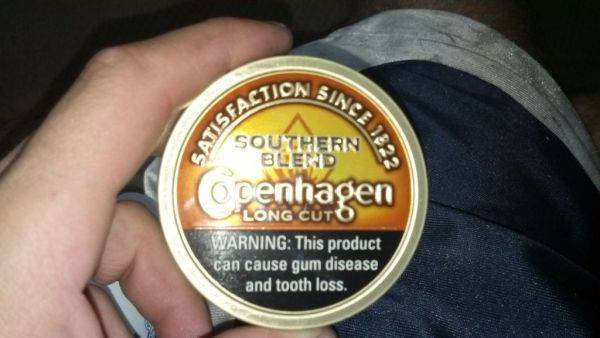 SATISFACTION SINCE 1822
SOUTHERN
BLEND
Copenhagen
LONG CUT
WARNING: This product
can cause gum disease
and tooth loss.